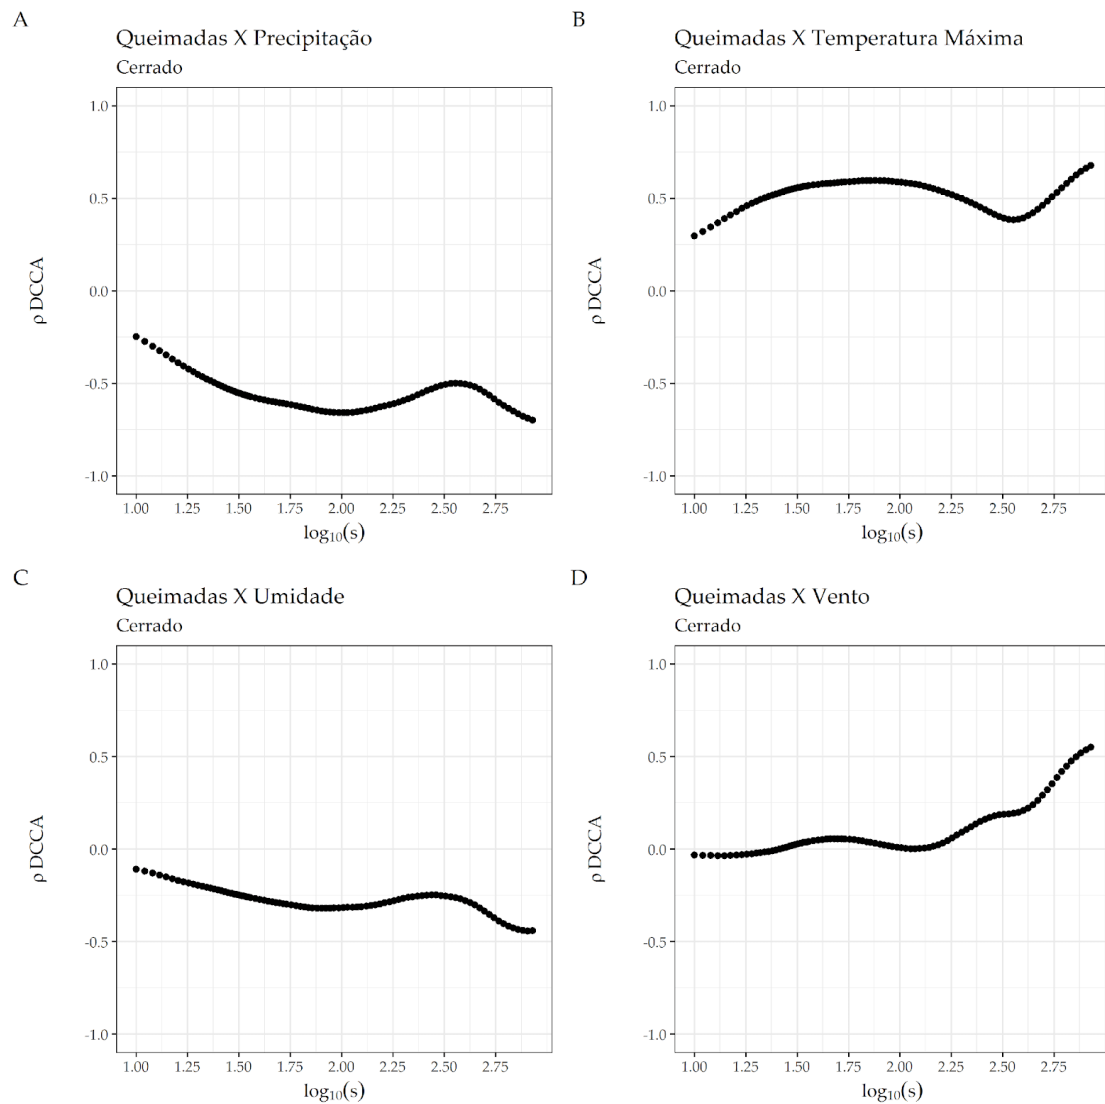 A
Queimadas X Precipitação
Cerrado
1.0
0.5
0.0
-0.5
-1.0
ρ DCCA
1.00 1.25 1.50 1.75 2.00 2.25 2.50 2.75
log₁₀(s)
B
Queimadas X Temperatura Máxima
Cerrado
1.0
0.5
0.0
-0.5
-1.0
ρ DCCA
1.00 1.25 1.50 1.75 2.00 2.25 2.50 2.75
log₁₀(s)
C
Queimadas X Umidade
Cerrado
1.0
0.5
0.0
-0.5
-1.0
ρ DCCA
1.00 1.25 1.50 1.75 2.00 2.25 2.50 2.75
log₁₀(s)
D
Queimadas X Vento
Cerrado
1.0
0.5
0.0
-0.5
-1.0
ρ DCCA
1.00 1.25 1.50 1.75 2.00 2.25 2.50 2.75
log₁₀(s)